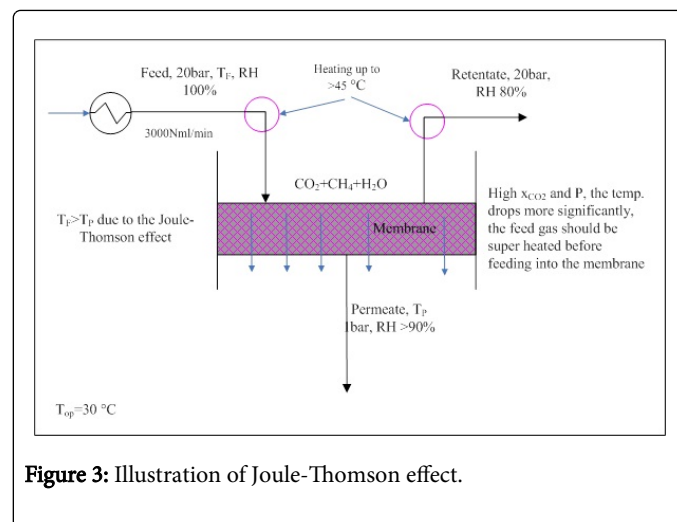 Feed, 20bar, T_F, RH
100%
3000Nml/min
Heating up to
>45 °C
Retentate, 20bar,
RH 80%
CO₂+CH₄+H₂O
T_F>T_P due to the Joule-
Thomson effect
Membrane
High x_CO2 and P, the temp.
drops more significantly,
the feed gas should be
super heated before
feeding into the membrane
Permeate, T_P
1bar, RH >90%
T_op=30 °C
Figure 3: Illustration of Joule-Thomson effect.